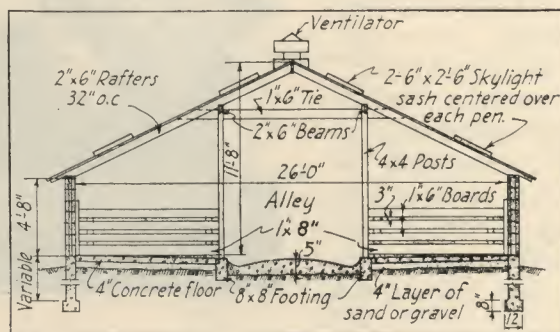 Ventilator
2"x6" Rafters
32" o.c
2'-6" x 2'-6" Skylight
sash centered over
each pen.
1"x6" Tie
2"x6" Beams
11'-8"
4x4 Posts
26'-0"
4'-8"
Alley
3"
1"x6" Boards
1"x 8"
5"
Variable
4" Concrete floor
8"x 8" Footing
4" Layer of
sand or gravel
8"
12